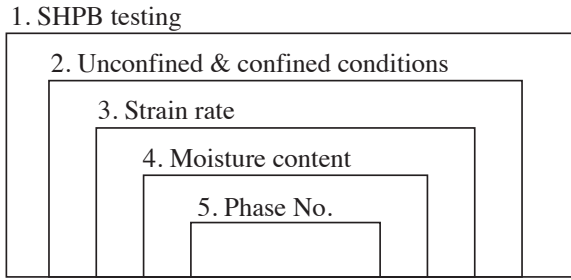 1. SHPB testing
2. Unconfined & confined conditions
3. Strain rate
4. Moisture content
5. Phase No.